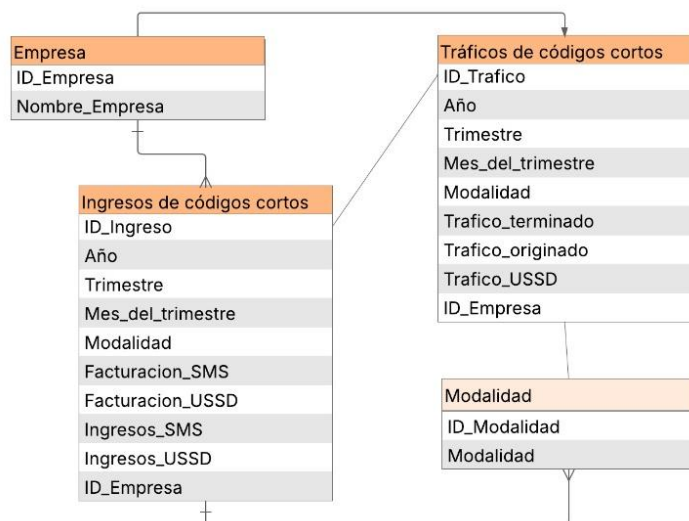 Empresa
ID_Empresa
Nombre_Empresa
Tráficos de códigos cortos
ID_Trafico
Año
Trimestre
Mes_del_trimestre
Modalidad
Trafico_terminado
Trafico_originado
Trafico_USSD
ID_Empresa
Ingresos de códigos cortos
ID_Ingreso
Año
Trimestre
Mes_del_trimestre
Modalidad
Facturacion_SMS
Facturacion_USSD
Ingresos_SMS
Ingresos_USSD
ID_Empresa
Modalidad
ID_Modalidad
Modalidad